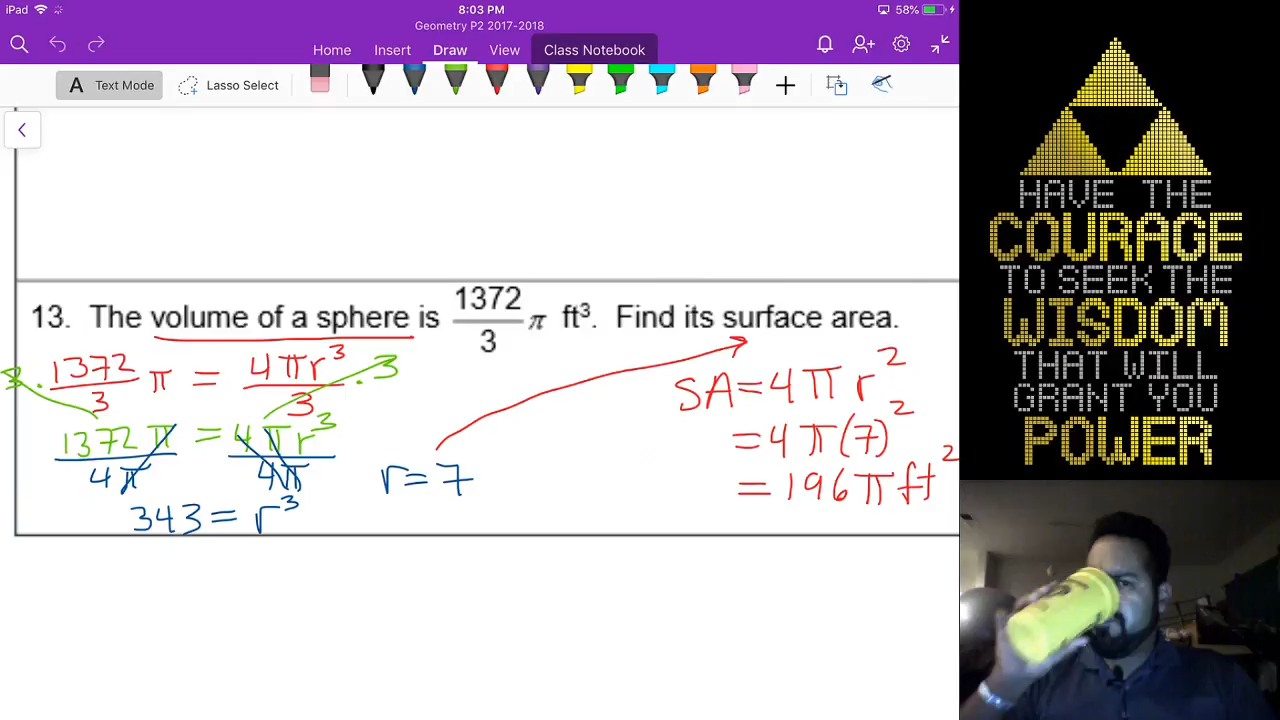 iPad 8:03 PM 58%
Geometry P2 2017-2018
Home Insert Draw View Class Notebook
A Text Mode Lasso Select
13. The volume of a sphere is 1372/3 π ft³. Find its surface area.
3 · 1372/3 π = 4πr³/3 · 3
1372π/4π = 4πr³/4π
343 = r³
r = 7
SA = 4πr²
= 4π(7)²
= 196π ft²
HAVE THE
COURAGE
TO SEEK THE
WISDOM
THAT WILL
GRANT YOU
POWER